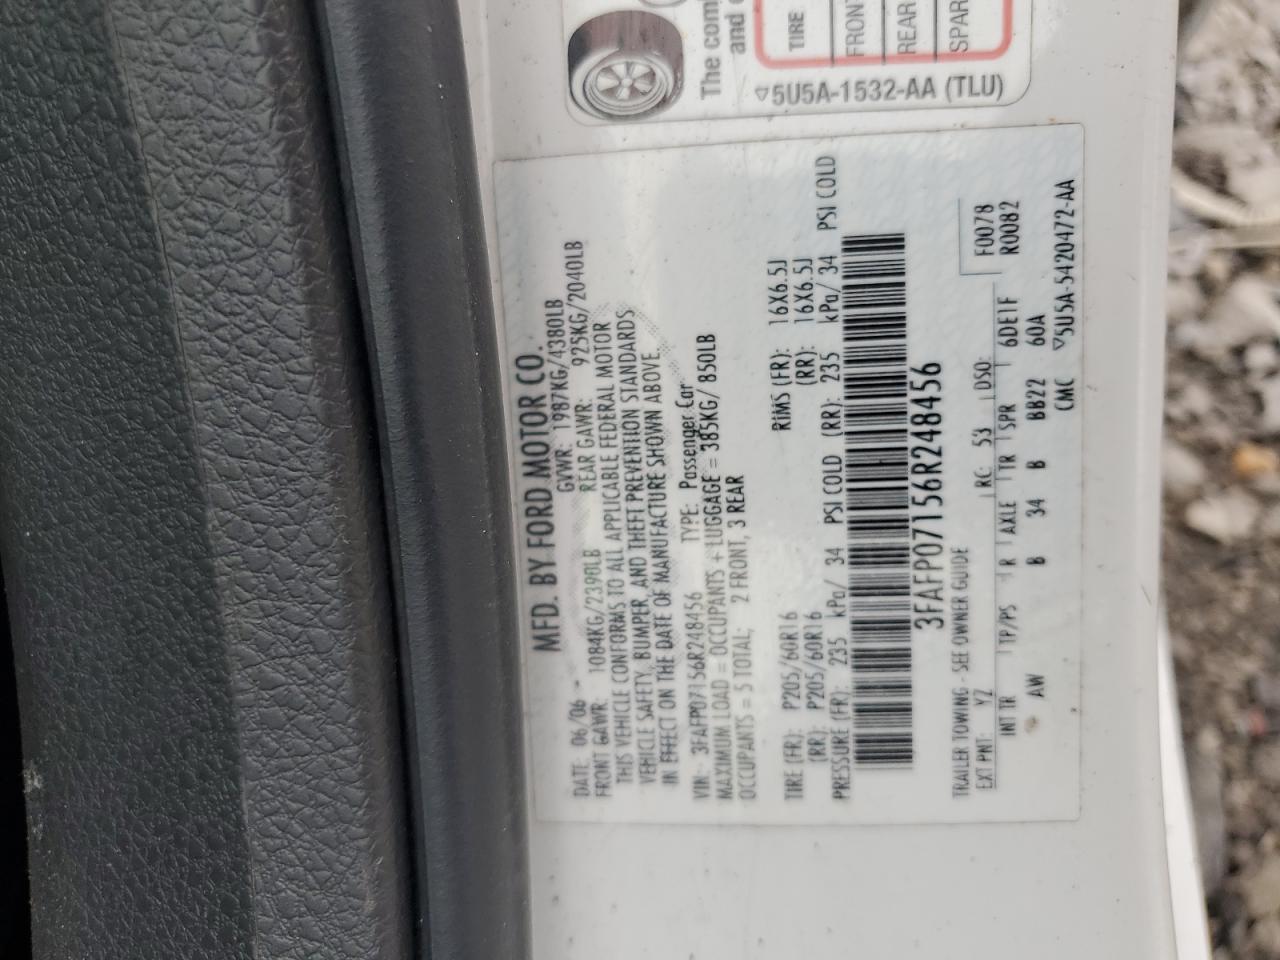 The com
and
TIRE
FRONT
REAR
SPAR
▽5U5A-1532-AA (TLU)
MFD. BY FORD MOTOR CO.
DATE: 06/06 GVWR: 1987KG/4380LB
FRONT GAWR: 1084KG/2390LB REAR GAWR: 925KG/2040LB
THIS VEHICLE CONFORMS TO ALL APPLICABLE FEDERAL MOTOR
VEHICLE SAFETY, BUMPER, AND THEFT PREVENTION STANDARDS
IN EFFECT ON THE DATE OF MANUFACTURE SHOWN ABOVE.
VIN: 3FAFP07156R248456 TYPE: Passenger Car
MAXIMUM LOAD = OCCUPANTS + LUGGAGE = 385KG/ 850LB
OCCUPANTS = 5 TOTAL; 2 FRONT, 3 REAR
TIRE (FR): P205/60R16 RIMS (FR): 16X6.5J
(RR): P205/60R16 (RR): 16X6.5J
PRESSURE (FR): 235 kPa/ 34 PSI COLD (RR): 235 kPa/ 34 PSI COLD
3FAFP07156R248456
TRAILER TOWING - SEE OWNER GUIDE F0078
EXT PNT: YZ RC: 53 DSO: R0082
INT TR TP/PS R AXLE TR SPR 6DE1F
AW B 34 B BB22 60A
CMC ▽5U5A-5420472-AA